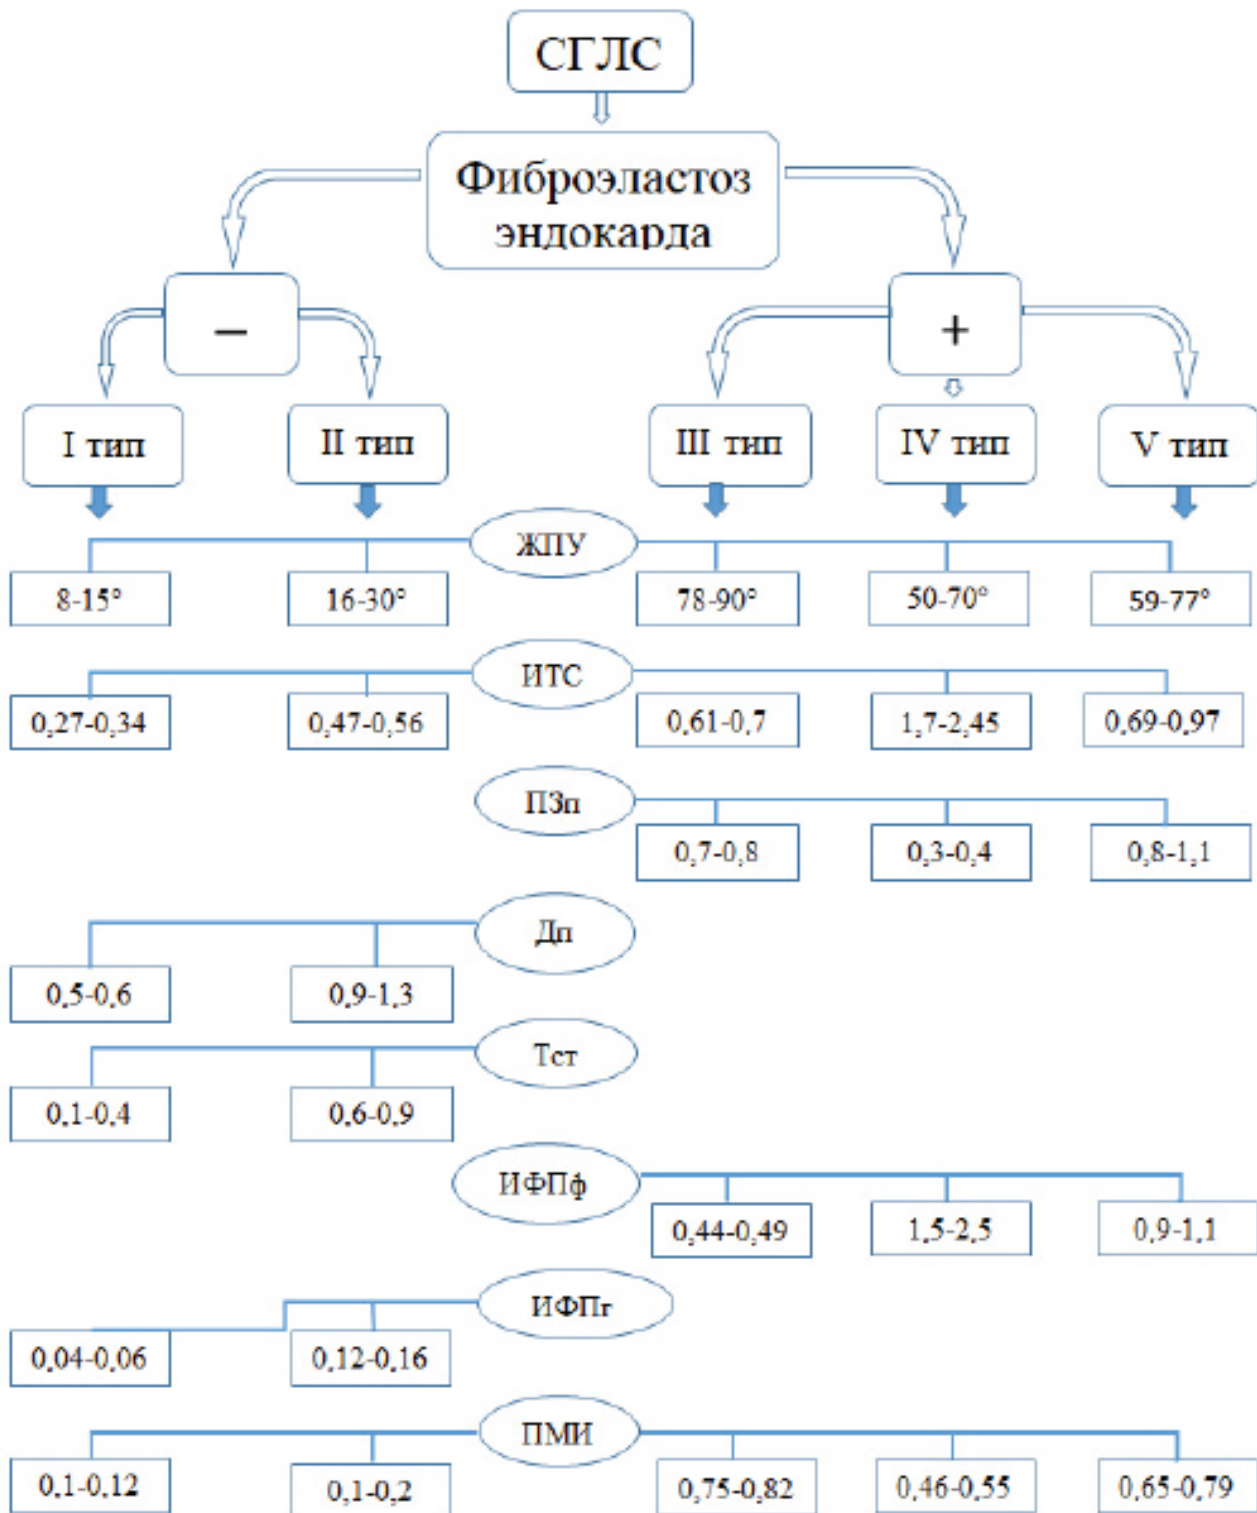 СГЛС
Фиброэластоз
эндокарда
–
+
I тип
II тип
III тип
IV тип
V тип
ЖПУ
8-15°
16-30°
78-90°
50-70°
59-77°
ИТС
0,27-0,34
0,47-0,56
0,61-0,7
1,7-2,45
0,69-0,97
ПЗп
0,7-0,8
0,3-0,4
0,8-1,1
Дп
0,5-0,6
0,9-1,3
Тст
0,1-0,4
0,6-0,9
ИФПф
0,44-0,49
1,5-2,5
0,9-1,1
ИФПг
0,04-0,06
0,12-0,16
ПМИ
0,1-0,12
0,1-0,2
0,75-0,82
0,46-0,55
0,65-0,79